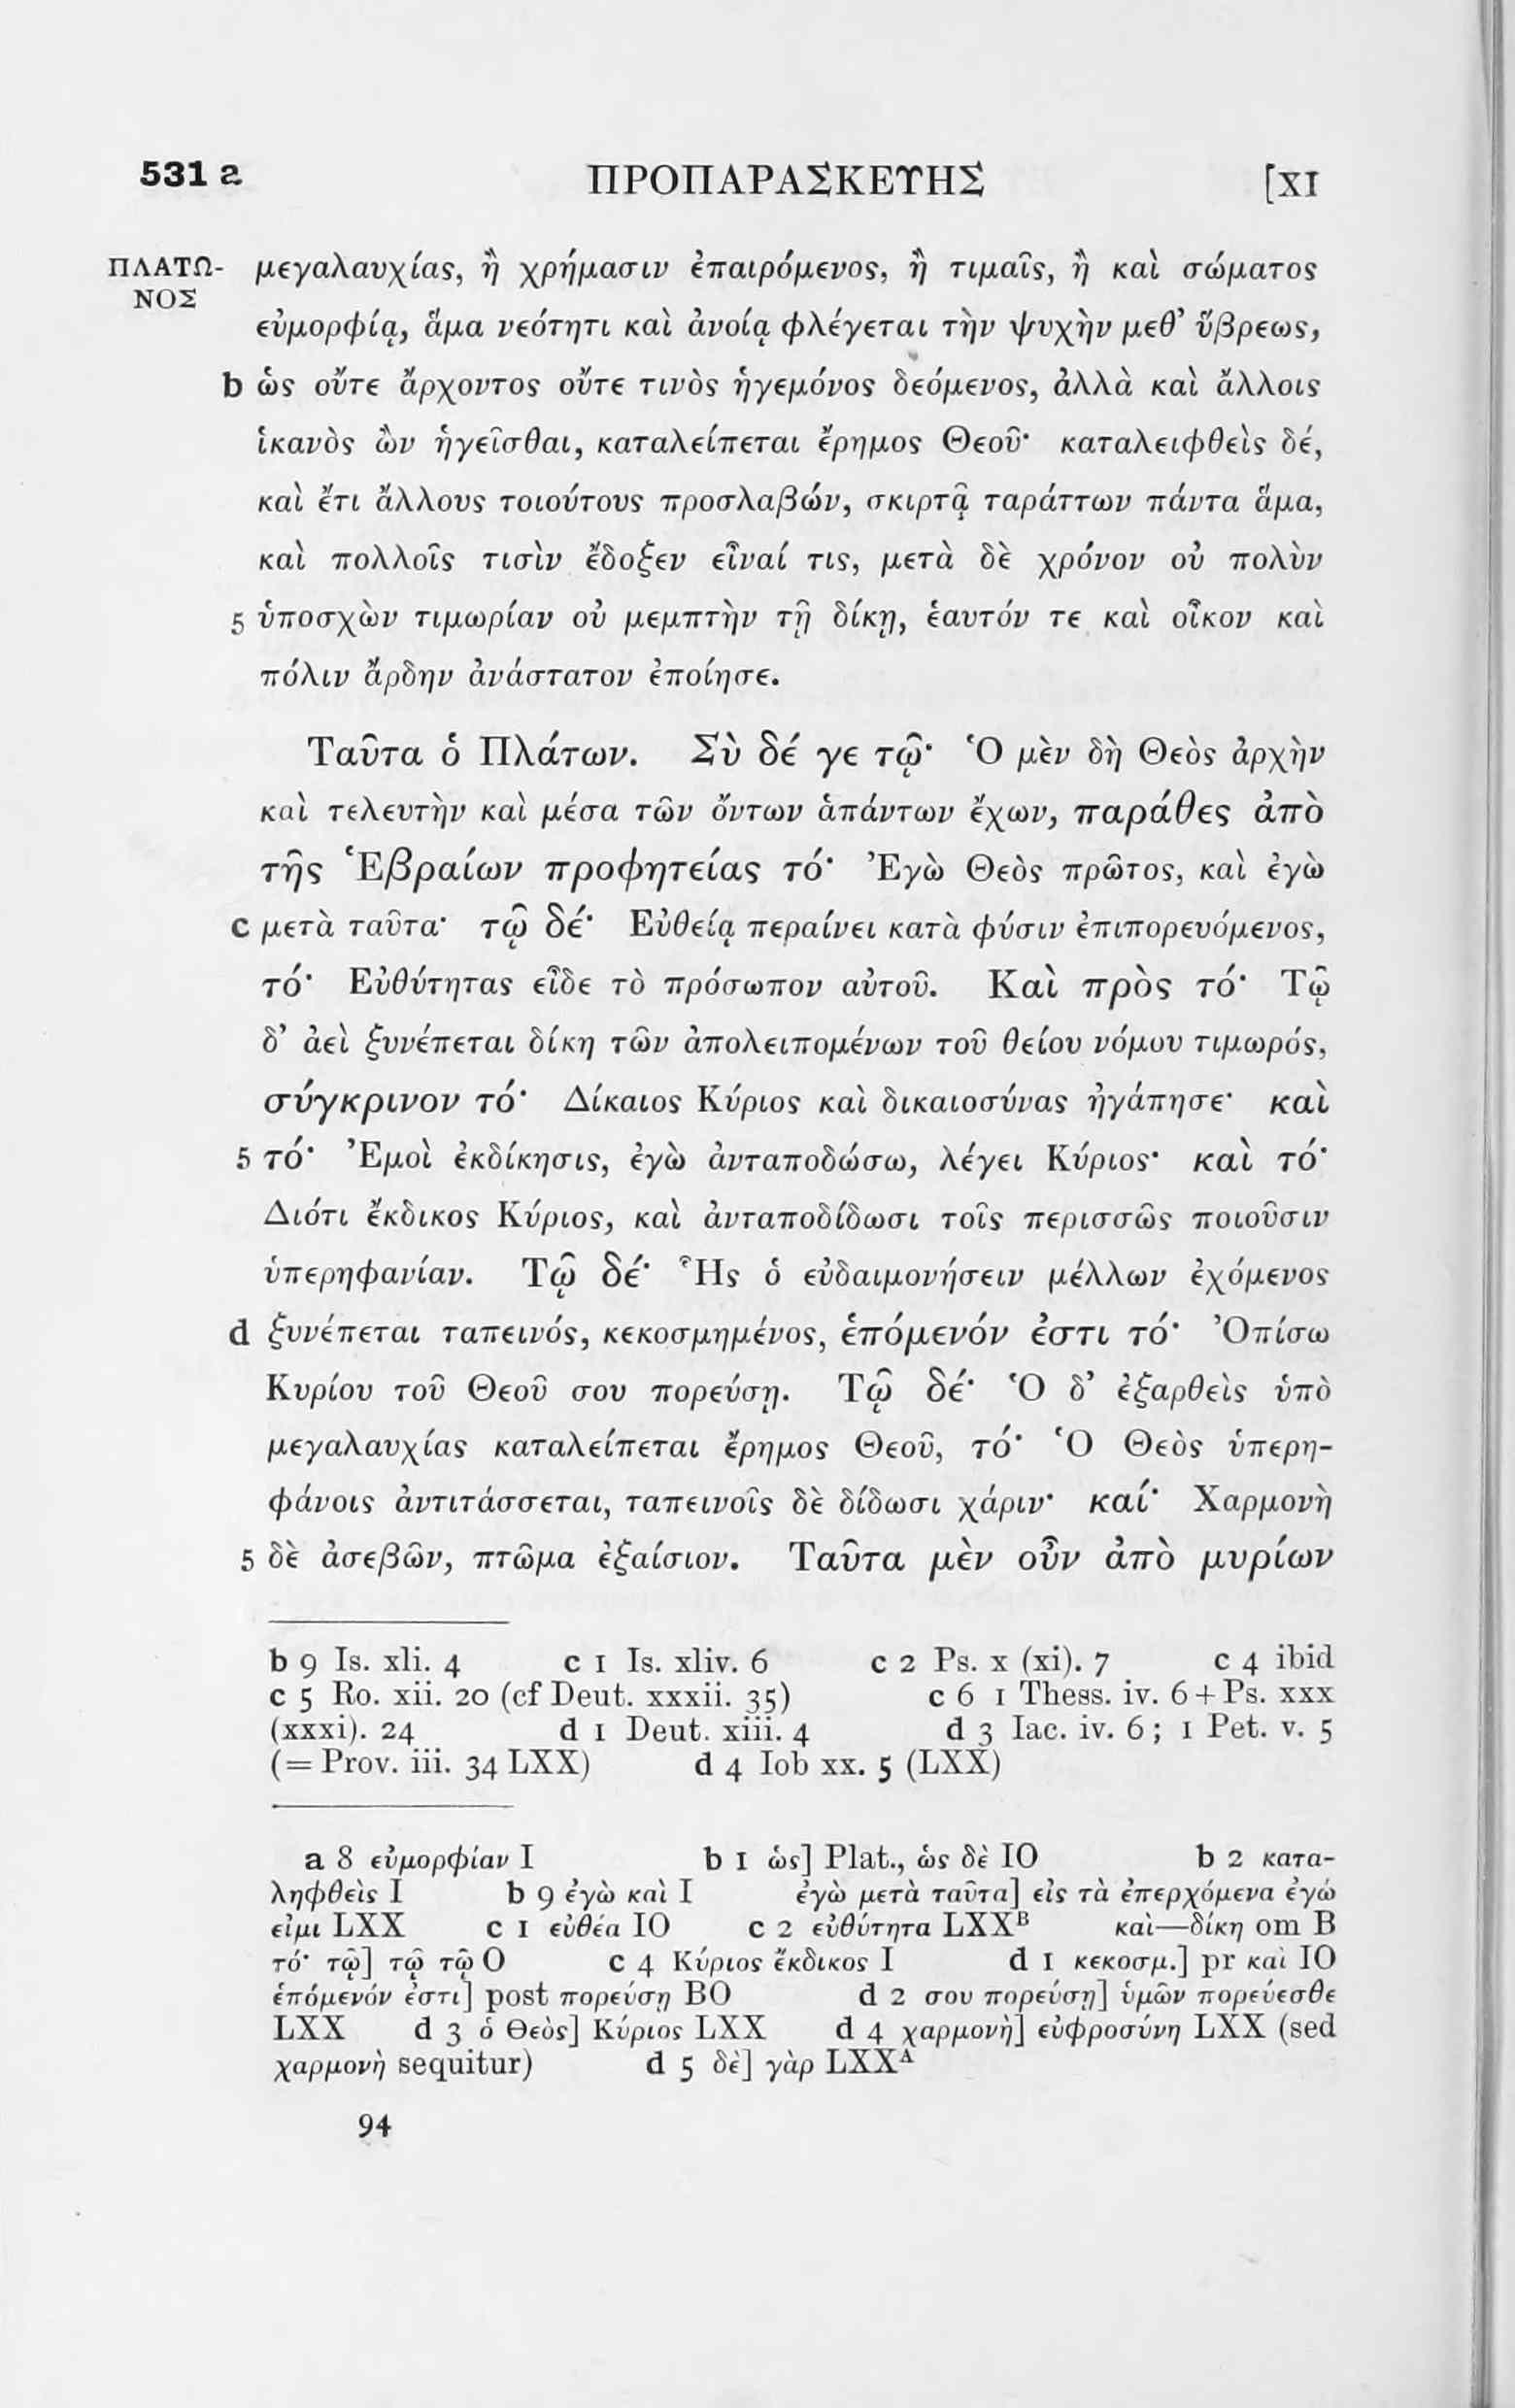 531 a ΠΡΟΠΑΡΑΣΚΕΥΗΣ [XI
ΠΛΑΤΩ- μεγαλαυχίας, ἢ χρήμασιν ἐπαιρόμενος, ἢ τιμαῖς, ἢ καὶ σώματος
ΝΟΣ
εὐμορφίᾳ, ἅμα νεότητι καὶ ἀνοίᾳ φλέγεται τὴν ψυχὴν μεθ’ ὕβρεως,
b ὡς οὔτε ἄρχοντος οὔτε τινὸς ἡγεμόνος δεόμενος, ἀλλὰ καὶ ἄλλοις
ἱκανὸς ὢν ἡγεῖσθαι, καταλείπεται ἔρημος Θεοῦ· καταλειφθεὶς δέ,
καὶ ἔτι ἄλλους τοιούτους προσλαβών, σκιρτᾷ ταράττων πάντα ἅμα,
καὶ πολλοῖς τισὶν ἔδοξεν εἶναί τις, μετὰ δὲ χρόνον οὐ πολὺν
5 ὑποσχὼν τιμωρίαν οὐ μεμπτὴν τῇ δίκῃ, ἑαυτόν τε καὶ οἶκον καὶ
πόλιν ἄρδην ἀνάστατον ἐποίησε.
Ταῦτα ὁ Πλάτων. Σὺ δέ γε τῷ· Ὁ μὲν δὴ Θεὸς ἀρχὴν
καὶ τελευτὴν καὶ μέσα τῶν ὄντων ἁπάντων ἔχων, παράθες ἀπὸ
τῆς Ἑβραίων προφητείας τό· Ἐγὼ Θεὸς πρῶτος, καὶ ἐγὼ
c μετὰ ταῦτα· τῷ δέ· Εὐθείᾳ περαίνει κατὰ φύσιν ἐπιπορευόμενος,
τό· Εὐθύτητας εἶδε τὸ πρόσωπον αὐτοῦ. Καὶ πρὸς τό· Τῷ
δ’ ἀεὶ ξυνέπεται δίκη τῶν ἀπολειπομένων τοῦ θείου νόμου τιμωρός,
σύγκρινον τό· Δίκαιος Κύριος καὶ δικαιοσύνας ἠγάπησε· καὶ
5 τό· Ἐμοὶ ἐκδίκησις, ἐγὼ ἀνταποδώσω, λέγει Κύριος· καὶ τό·
Διότι ἔκδικος Κύριος, καὶ ἀνταποδίδωσι τοῖς περισσῶς ποιοῦσιν
ὑπερηφανίαν. Τῷ δέ· Ἧς ὁ εὐδαιμονήσειν μέλλων ἐχόμενος
d ξυνέπεται ταπεινός, κεκοσμημένος, ἑπόμενόν ἐστι τό· Ὀπίσω
Κυρίου τοῦ Θεοῦ σου πορεύσῃ. Τῷ δέ· Ὁ δ’ ἐξαρθεὶς ὑπὸ
μεγαλαυχίας καταλείπεται ἔρημος Θεοῦ, τό· Ὁ Θεὸς ὑπερη-
φάνοις ἀντιτάσσεται, ταπεινοῖς δὲ δίδωσι χάριν· καί· Χαρμονὴ
5 δὲ ἀσεβῶν, πτῶμα ἐξαίσιον. Ταῦτα μὲν οὖν ἀπὸ μυρίων
b 9 Is. xli. 4 c 1 Is. xliv. 6 c 2 Ps. x (xi). 7 c 4 ibid
c 5 Ro. xii. 20 (cf Deut. xxxii. 35) c 6 1 Thess. iv. 6 + Ps. xxx
(xxxi). 24 d 1 Deut. xiii. 4 d 3 Iac. iv. 6 ; 1 Pet. v. 5
(= Prov. iii. 34 LXX) d 4 Iob xx. 5 (LXX)
a 8 εὐμορφίαν I b 1 ὡς] Plat., ὡς δὲ IO b 2 κατα-
ληφθεὶς I b 9 ἐγὼ καὶ I ἐγὼ μετὰ ταῦτα] εἰς τὰ ἐπερχόμενα ἐγώ
εἰμι LXX c 1 εὐθέα IO c 2 εὐθύτητα LXXᴮ καὶ—δίκη om B
τό· τῷ] τῷ τῷ O c 4 Κύριος ἔκδικος I d 1 κεκοσμ.] pr καὶ IO
ἑπόμενόν ἐστι] post πορεύσῃ BO d 2 σου πορεύσῃ] ὑμῶν πορεύεσθε
LXX d 3 ὁ Θεὸς] Κύριος LXX d 4 χαρμονὴ] εὐφροσύνη LXX (sed
χαρμονὴ sequitur) d 5 δὲ] γὰρ LXXᴬ
94